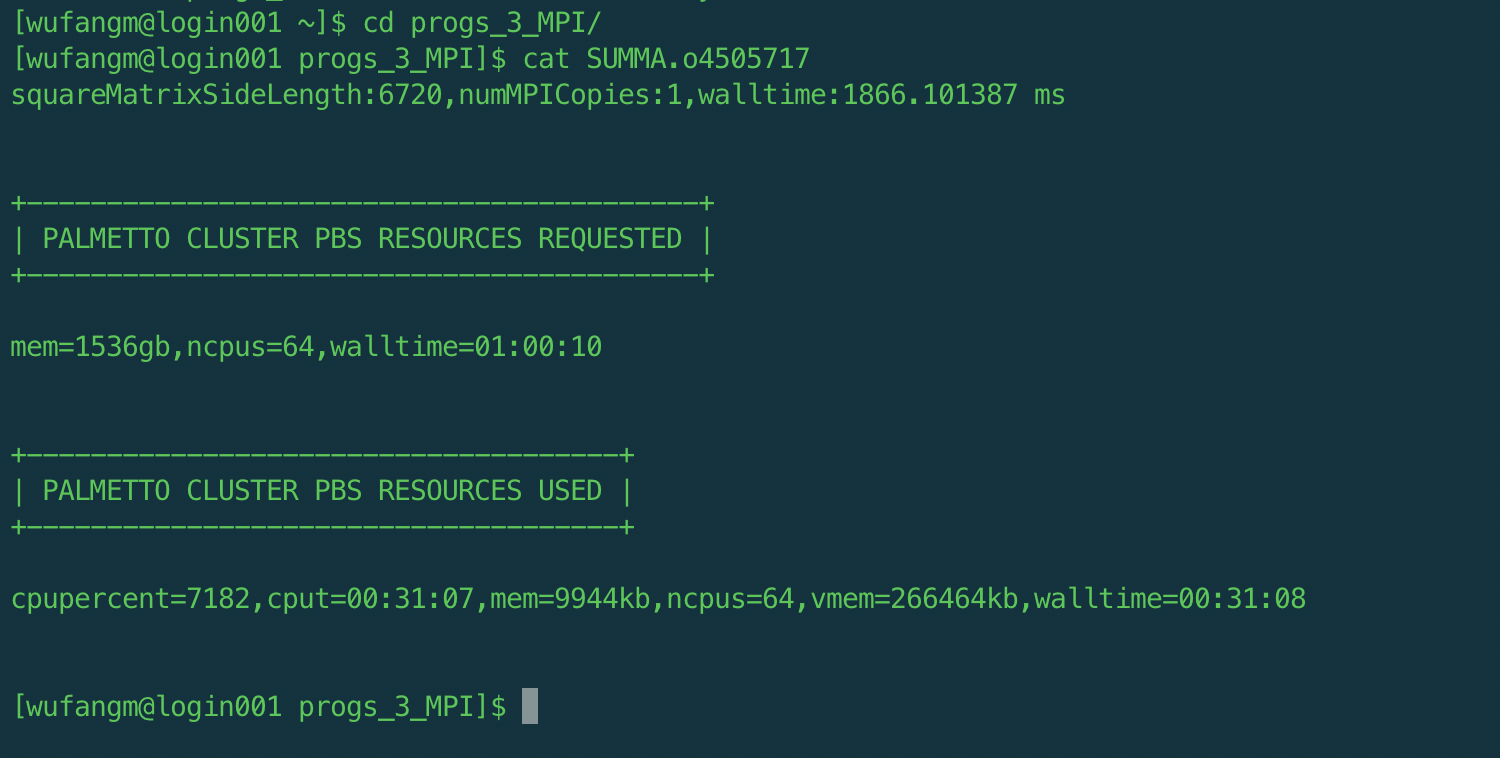 [wufangm@login001 ~]$ cd progs_3_MPI/
[wufangm@login001 progs_3_MPI]$ cat SUMMA.o4505717
squareMatrixSideLength:6720,numMPICopies:1,walltime:1866.101387 ms
+------------------------------------------+
| PALMETTO CLUSTER PBS RESOURCES REQUESTED |
+------------------------------------------+
mem=1536gb,ncpus=64,walltime=01:00:10
+-------------------------------------+
| PALMETTO CLUSTER PBS RESOURCES USED |
+-------------------------------------+
cpupercent=7182,cput=00:31:07,mem=9944kb,ncpus=64,vmem=266464kb,walltime=00:31:08
[wufangm@login001 progs_3_MPI]$